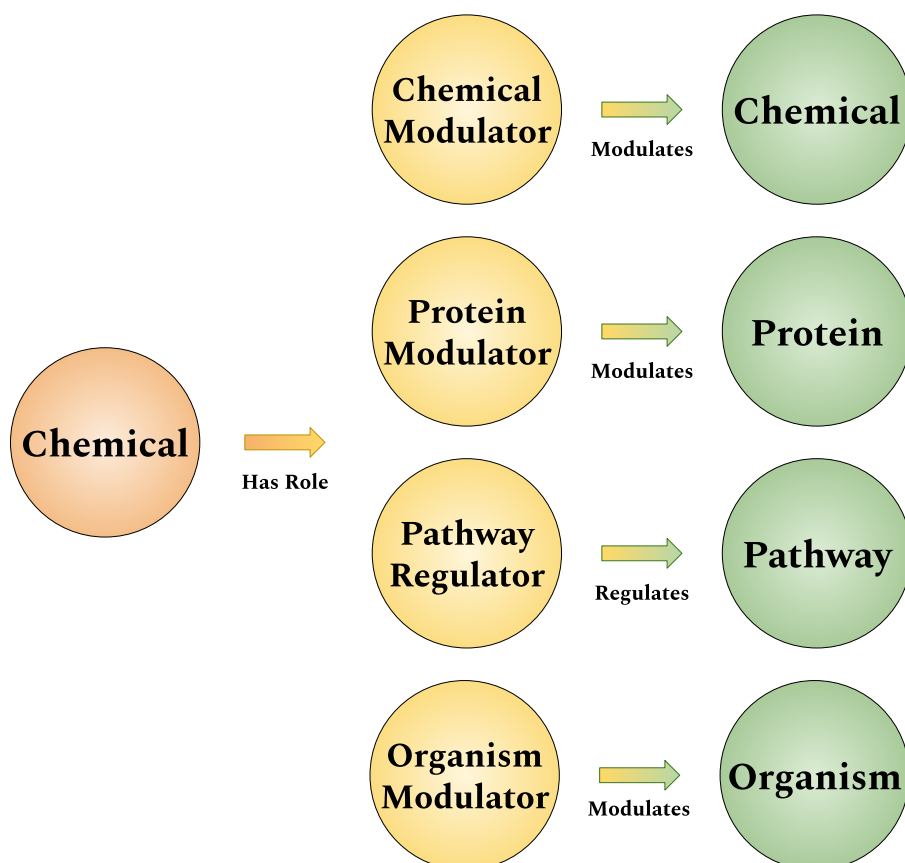 Chemical
Modulator
Modulates
Chemical
Protein
Modulator
Modulates
Protein
Chemical
Has Role
Pathway
Regulator
Regulates
Pathway
Organism
Modulator
Modulates
Organism